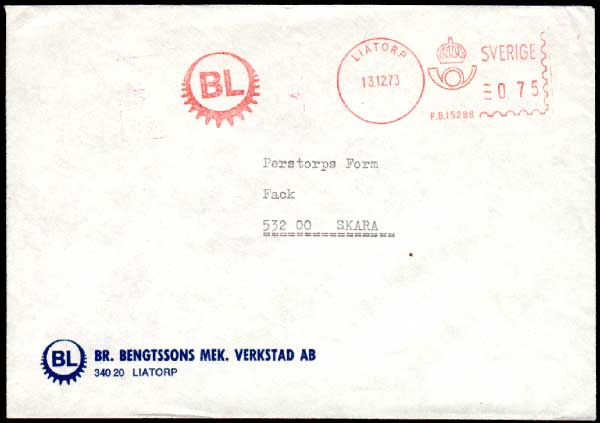 BL
LIATORP
13.12.73
SVERIGE
0 75
P.B.15288
Perstorps Form
Fack
532 00 SKARA
BL
BR. BENGTSSONS MEK. VERKSTAD AB
340 20 LIATORP